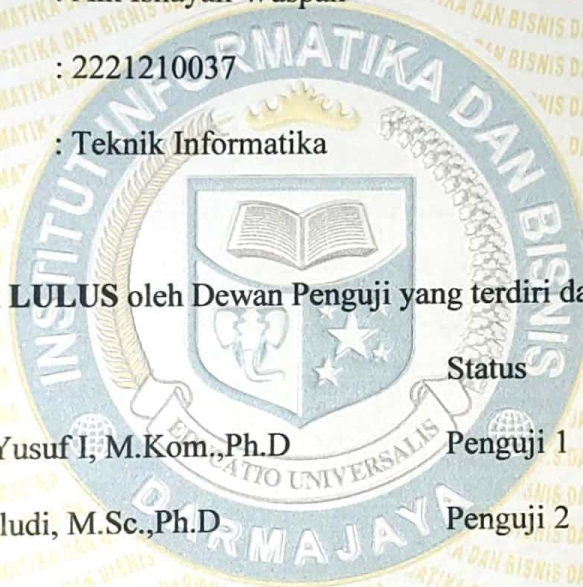 : 2221210037
: Teknik Informatika
LULUS oleh Dewan Penguji yang terdiri da
Status
Yusuf I, M.Kom.,Ph.D Penguji 1
ludi, M.Sc.,Ph.D Penguji 2
INSTITUT INFORMATIKA DAN BISNIS
UNIVERSALIS
DARMAJAYA